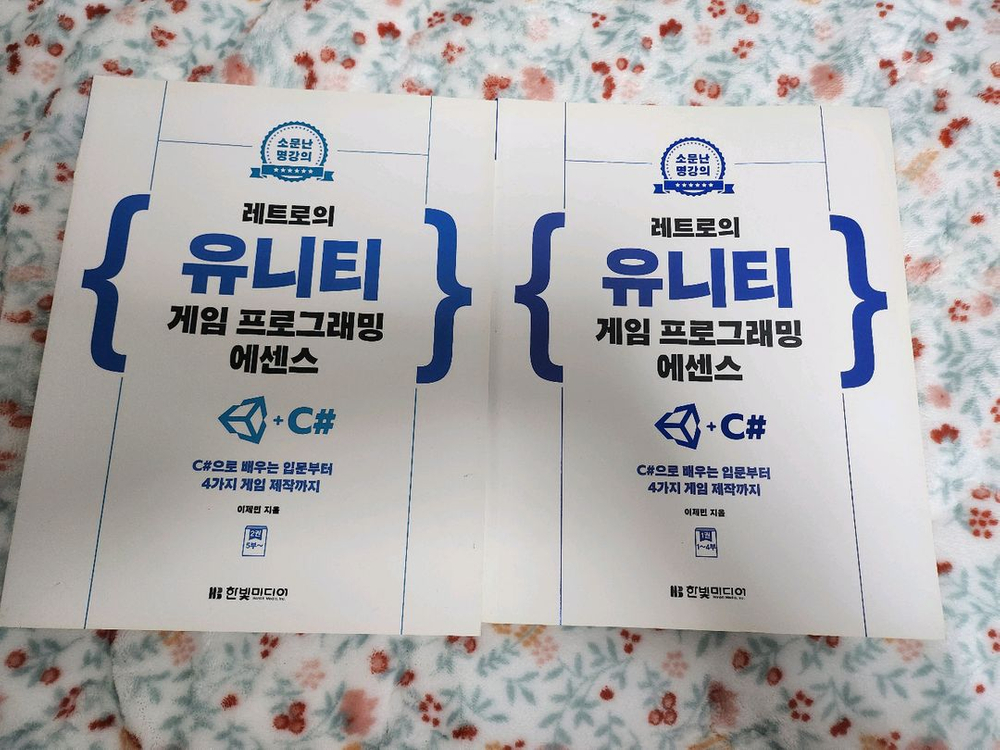 소문난
명강의
레트로의
유니티
게임 프로그래밍
에센스
+ C#
C#으로 배우는 입문부터
4가지 게임 제작까지
이제민 지음
2권
5부~
HB 한빛미디어
소문난
명강의
레트로의
유니티
게임 프로그래밍
에센스
+ C#
C#으로 배우는 입문부터
4가지 게임 제작까지
이제민 지음
1권
1~4부
HB 한빛미디어